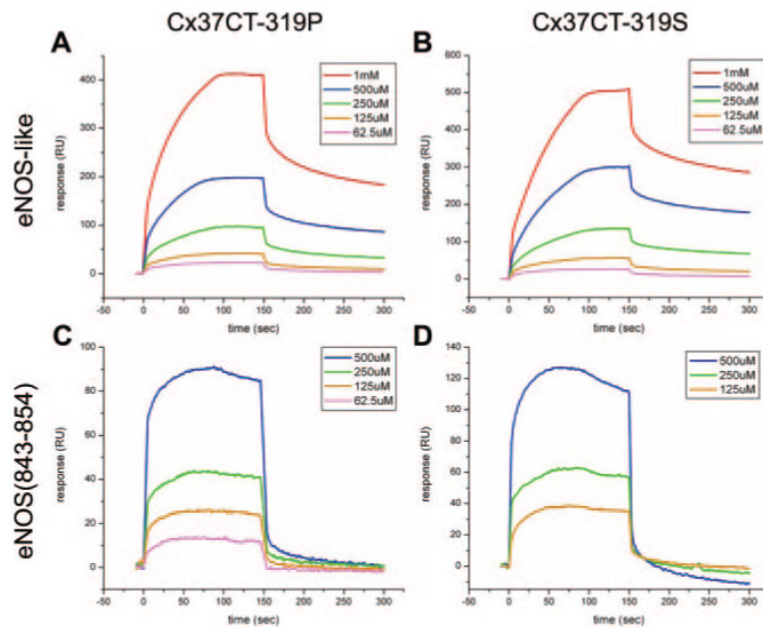 Cx37CT-319P
Cx37CT-319S
eNOS-like
eNOS(843-854)
A
1mM
500uM
250uM
125uM
62.5uM
response (RU)
400
300
200
100
0
-50 0 50 100 150 200 250 300
time (sec)
B
1mM
500uM
250uM
125uM
62.5uM
response (RU)
600
500
400
300
200
100
0
-50 0 50 100 150 200 250 300
time (sec)
C
500uM
250uM
125uM
62.5uM
response (RU)
100
80
60
40
20
0
-50 0 50 100 150 200 250 300
time (sec)
D
500uM
250uM
125uM
response (RU)
140
120
100
80
60
40
20
0
-50 0 50 100 150 200 250 300
time (sec)